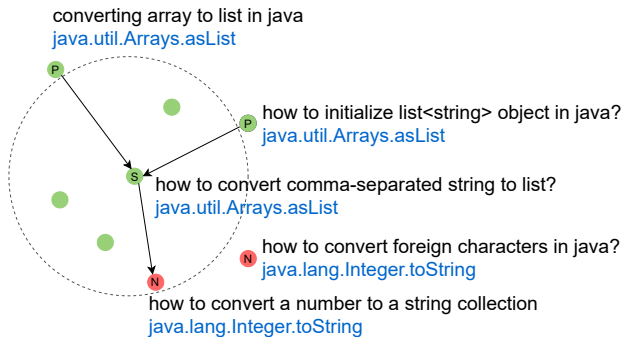 converting array to list in java
java.util.Arrays.asList
P
P
how to initialize list<string> object in java?
java.util.Arrays.asList
S
how to convert comma-separated string to list?
java.util.Arrays.asList
N
how to convert foreign characters in java?
java.lang.Integer.toString
N
how to convert a number to a string collection
java.lang.Integer.toString